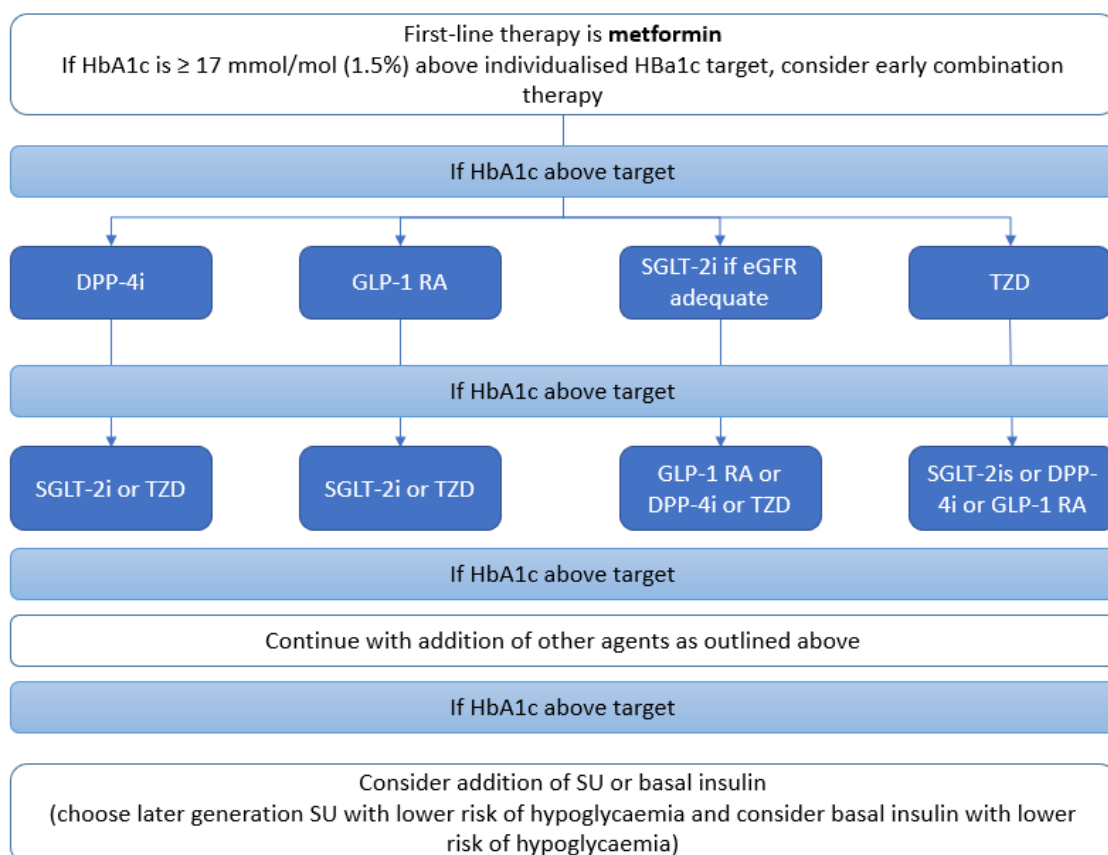 First-line therapy is metformin
If HbA1c is ≥ 17 mmol/mol (1.5%) above individualised HBa1c target, consider early combination
therapy
If HbA1c above target
DPP-4i
GLP-1 RA
SGLT-2i if eGFR
adequate
TZD
If HbA1c above target
SGLT-2i or TZD
SGLT-2i or TZD
GLP-1 RA or
DPP-4i or TZD
SGLT-2is or DPP-
4i or GLP-1 RA
If HbA1c above target
Continue with addition of other agents as outlined above
If HbA1c above target
Consider addition of SU or basal insulin
(choose later generation SU with lower risk of hypoglycaemia and consider basal insulin with lower
risk of hypoglycaemia)